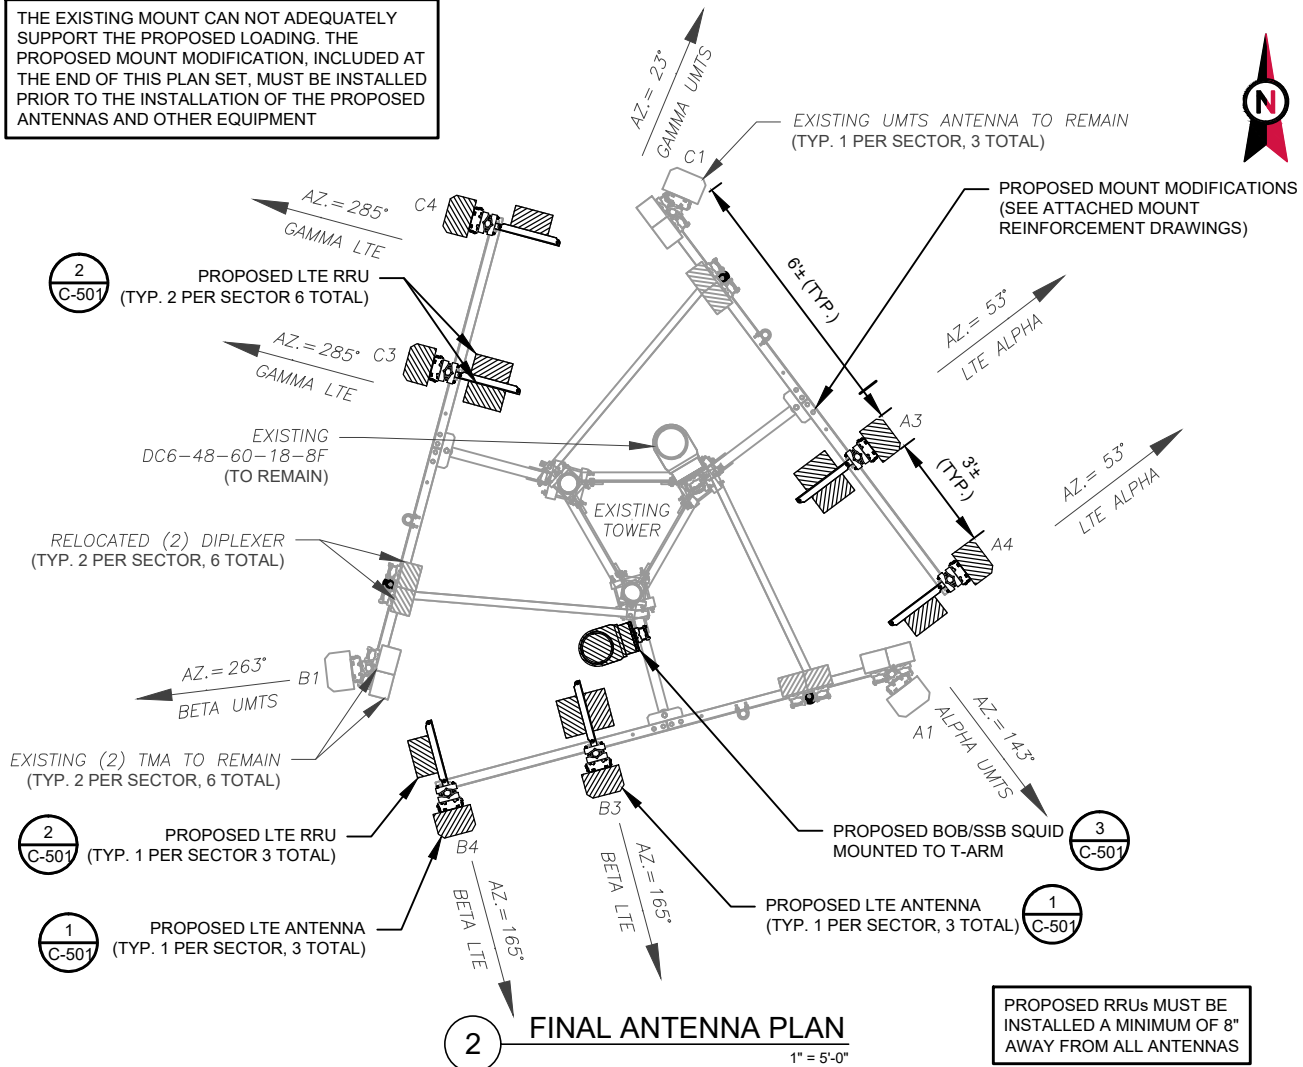 THE EXISTING MOUNT CAN NOT ADEQUATELY
SUPPORT THE PROPOSED LOADING. THE
PROPOSED MOUNT MODIFICATION, INCLUDED AT
THE END OF THIS PLAN SET, MUST BE INSTALLED
PRIOR TO THE INSTALLATION OF THE PROPOSED
ANTENNAS AND OTHER EQUIPMENT
AZ.= 23°
GAMMA UMTS
C1
EXISTING UMTS ANTENNA TO REMAIN
(TYP. 1 PER SECTOR, 3 TOTAL)
N
PROPOSED MOUNT MODIFICATIONS
(SEE ATTACHED MOUNT
REINFORCEMENT DRAWINGS)
AZ.= 285°
GAMMA LTE
C4
2
C-501
PROPOSED LTE RRU
(TYP. 2 PER SECTOR 6 TOTAL)
6'± (TYP.)
AZ.= 53°
LTE ALPHA
AZ.= 285°
GAMMA LTE
C3
A3
3'±
(TYP.)
AZ.= 53°
LTE ALPHA
A4
EXISTING
DC6-48-60-18-8F
(TO REMAIN)
EXISTING
TOWER
RELOCATED (2) DIPLEXER
(TYP. 2 PER SECTOR, 6 TOTAL)
AZ.= 263°
BETA UMTS
B1
A1
AZ.= 143°
ALPHA UMTS
EXISTING (2) TMA TO REMAIN
(TYP. 2 PER SECTOR, 6 TOTAL)
2
C-501
PROPOSED LTE RRU
(TYP. 1 PER SECTOR 3 TOTAL)
B4
B3
PROPOSED BOB/SSB SQUID
MOUNTED TO T-ARM
3
C-501
AZ.= 165°
BETA LTE
AZ.= 165°
BETA LTE
1
C-501
PROPOSED LTE ANTENNA
(TYP. 1 PER SECTOR, 3 TOTAL)
PROPOSED LTE ANTENNA
(TYP. 1 PER SECTOR, 3 TOTAL)
1
C-501
2
FINAL ANTENNA PLAN
1" = 5'-0"
PROPOSED RRUs MUST BE
INSTALLED A MINIMUM OF 8"
AWAY FROM ALL ANTENNAS